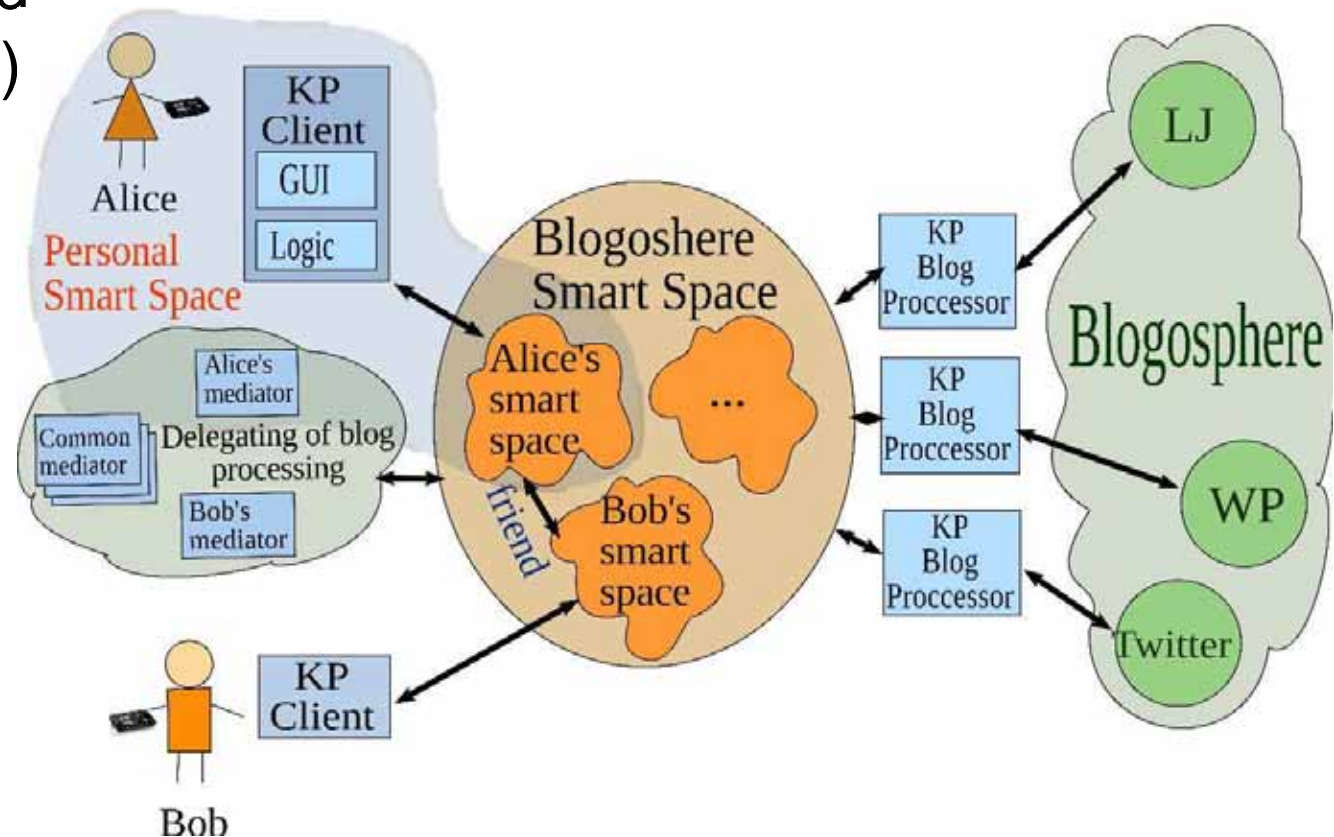 )
KP
Client
GUI
Logic
Alice
Personal
Smart Space
Alice's
mediator
Common
mediator
Delegating of blog
processing
Bob's
mediator
Blogoshere
Smart Space
Alice's
smart
space
...
friend
Bob's
smart
space
KP
Client
Bob
KP
Blog
Proccessor
KP
Blog
Proccessor
KP
Blog
Proccessor
LJ
Blogosphere
WP
Twitter